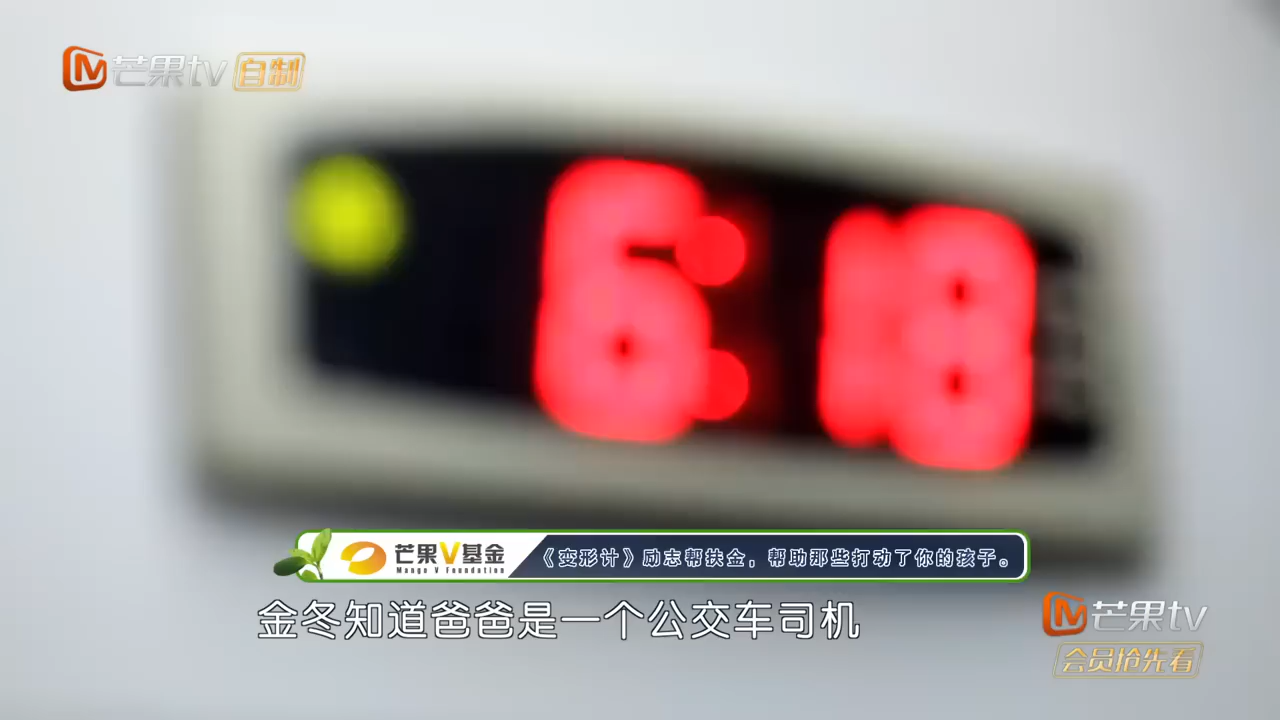 芒果tv 自制
6:18
芒果V基金
Mango V Foundation
《变形计》励志帮扶金，帮助那些打动了你的孩子。
金冬知道爸爸是一个公交车司机
芒果tv
会员抢先看